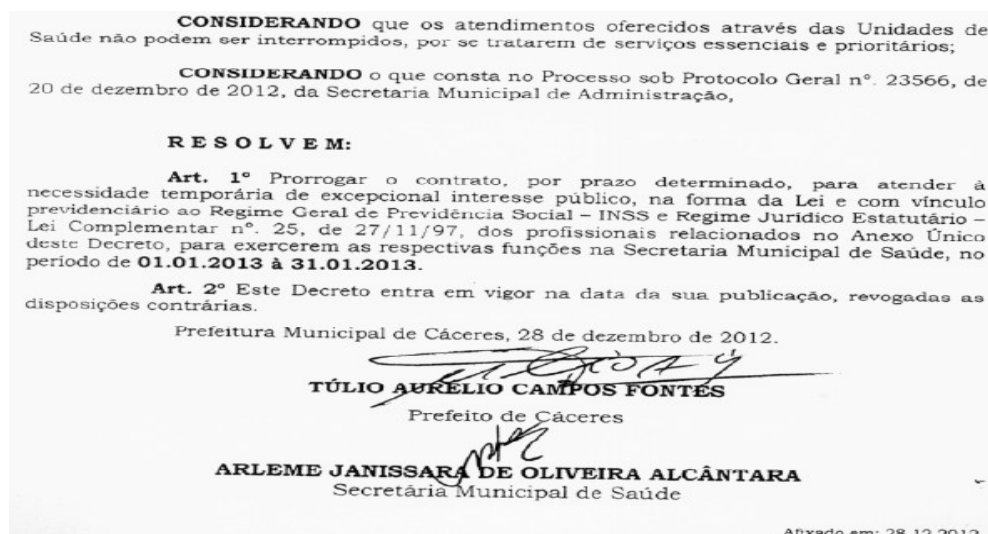 CONSIDERANDO que os atendimentos oferecidos através das Unidades de
Saúde não podem ser interrompidos, por se tratarem de serviços essenciais e prioritários;
CONSIDERANDO o que consta no Processo sob Protocolo Geral nº. 23566, de
20 de dezembro de 2012, da Secretaria Municipal de Administração,
R E S O L V E M:
Art. 1º Prorrogar o contrato, por prazo determinado, para atender à
necessidade temporária de excepcional interesse público, na forma da Lei e com vínculo
previdenciário ao Regime Geral de Previdência Social – INSS e Regime Jurídico Estatutário –
Lei Complementar nº. 25, de 27/11/97, dos profissionais relacionados no Anexo Único
deste Decreto, para exercerem as respectivas funções na Secretaria Municipal de Saúde, no
período de 01.01.2013 à 31.01.2013.
Art. 2º Este Decreto entra em vigor na data da sua publicação, revogadas as
disposições contrárias.
Prefeitura Municipal de Cáceres, 28 de dezembro de 2012.
TÚLIO AURÉLIO CAMPOS FONTES
Prefeito de Cáceres
ARLEME JANISSARA DE OLIVEIRA ALCÂNTARA
Secretária Municipal de Saúde
Afixado em: 28.12.2012